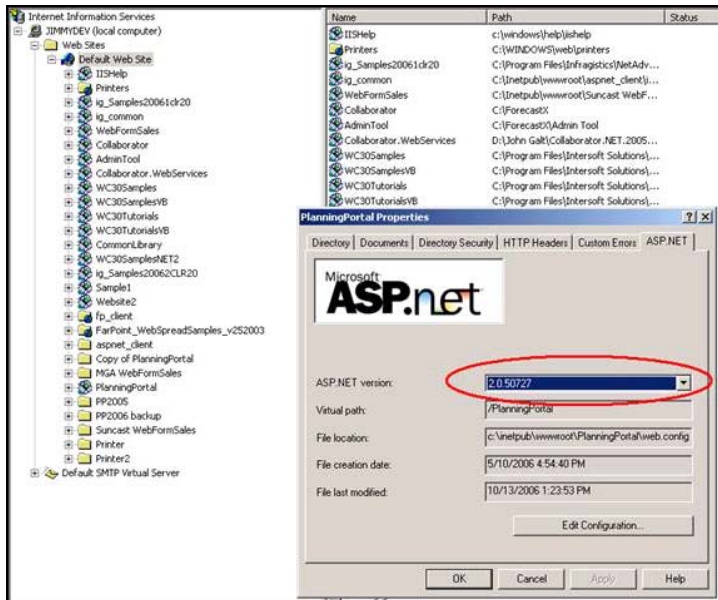 Internet Information Services
JIMMYDEV (local computer)
Web Sites
Default Web Site
IISHelp
Printers
ig_Samples20061clr20
ig_common
WebFormSales
Collaborator
AdminTool
Collaborator.WebServices
WC30Samples
WC30SamplesVB
WC30Tutorials
WC30TutorialsVB
CommonLibrary
WC30SamplesNET2
ig_Samples20062CLR20
Sample1
Website2
fp_client
FarPoint_WebSpreadSamples_v252003
aspnet_client
Copy of PlanningPortal
MGA WebFormSales
PlanningPortal
PP2005
PP2006 backup
Suncast WebFormSales
Printer
Printer2
Default SMTP Virtual Server
Name Path Status
IISHelp c:\windows\help\iishelp
Printers C:\WINDOWS\web\printers
ig_Samples20061clr20 C:\Program Files\Infragistics\NetAdv...
ig_common C:\Inetpub\wwwroot\aspnet_client\i...
WebFormSales C:\Inetpub\wwwroot\Suncast WebF...
Collaborator C:\ForecastX
AdminTool C:\ForecastX\Admin Tool
Collaborator.WebServices D:\John Galt\Collaborator.NET.2005...
WC30Samples C:\Program Files\Intersoft Solutions\...
WC30SamplesVB C:\Program Files\Intersoft Solutions\...
WC30Tutorials C:\Program Files\Intersoft Solutions\...
WC30TutorialsVB C:\Program Files\Intersoft Solutions\...
PlanningPortal Properties
Directory Documents Directory Security HTTP Headers Custom Errors ASP.NET
Microsoft
ASP.net
ASP.NET version: 2.0.50727
Virtual path: /PlanningPortal
File location: c:\inetpub\wwwroot\PlanningPortal\web.config
File creation date: 5/10/2006 4:54:40 PM
File last modified: 10/13/2006 1:23:53 PM
Edit Configuration...
OK Cancel Apply Help